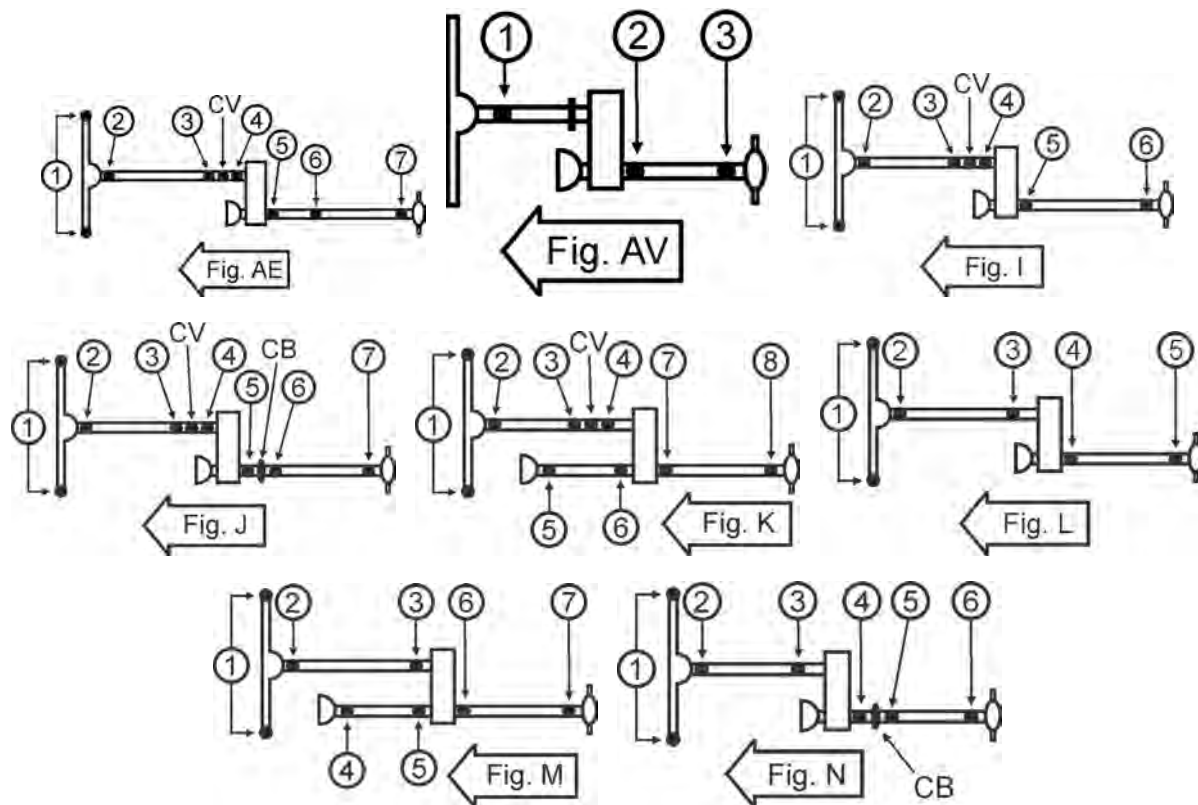 1 2 3
Fig. AV
2 3 CV 4
1 5 6 7
Fig. AE
2 3 CV 4
1 5 6
Fig. I
2 3 CV 4 CB 7
5 6
1
Fig. J
2 3 CV 4 7 8
1
5 6
Fig. K
2 3 4 5
1
Fig. L
2 3 6 7
1
4 5
Fig. M
2 3 4 5 6
1
CB
Fig. N